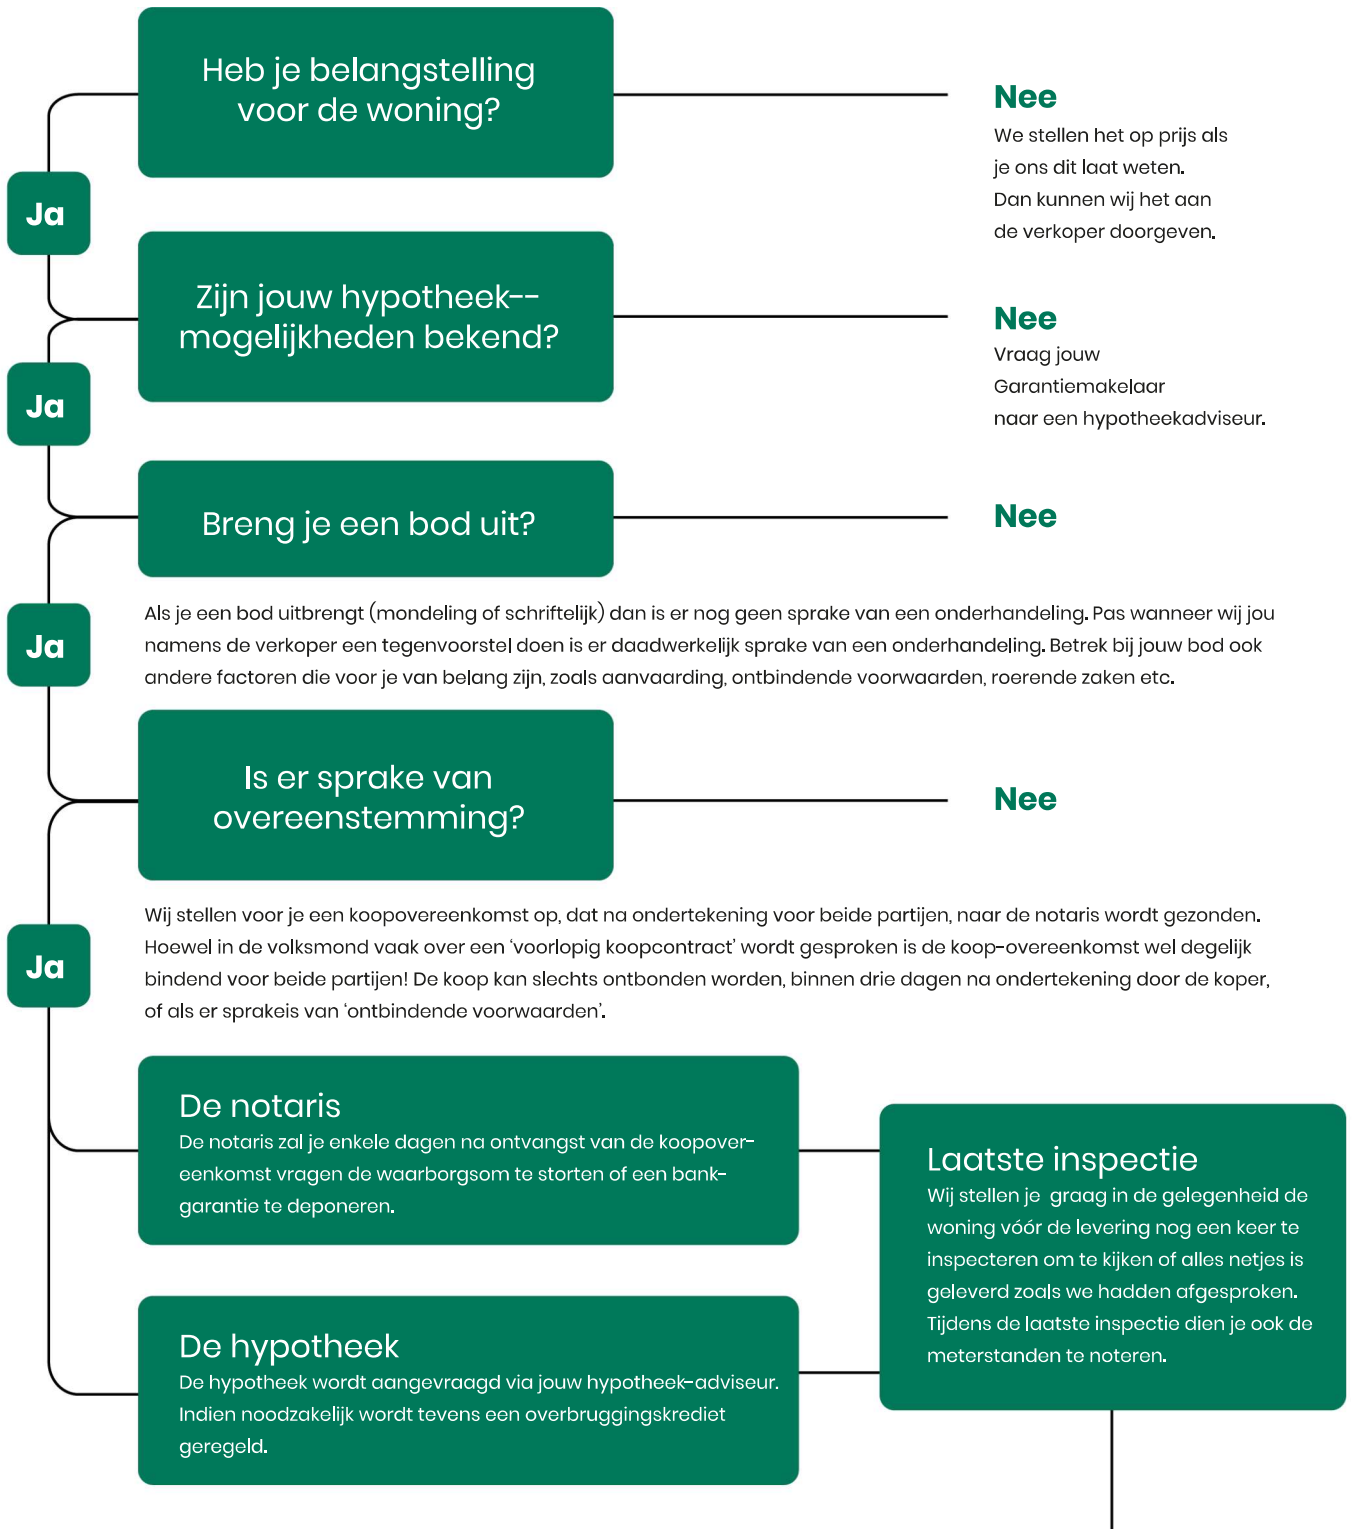 Heb je belangstelling
voor de woning?
Nee
We stellen het op prijs als
je ons dit laat weten.
Dan kunnen wij het aan
de verkoper doorgeven.
Ja
Zijn jouw hypotheek--
mogelijkheden bekend?
Nee
Vraag jouw
Garantiemakelaar
naar een hypotheekadviseur.
Ja
Breng je een bod uit?
Nee
Ja
Als je een bod uitbrengt (mondeling of schriftelijk) dan is er nog geen sprake van een onderhandeling. Pas wanneer wij jou
namens de verkoper een tegenvoorstel doen is er daadwerkelijk sprake van een onderhandeling. Betrek bij jouw bod ook
andere factoren die voor je van belang zijn, zoals aanvaarding, ontbindende voorwaarden, roerende zaken etc.
Is er sprake van
overeenstemming?
Nee
Ja
Wij stellen voor je een koopovereenkomst op, dat na ondertekening voor beide partijen, naar de notaris wordt gezonden.
Hoewel in de volksmond vaak over een ‘voorlopig koopcontract’ wordt gesproken is de koop-overeenkomst wel degelijk
bindend voor beide partijen! De koop kan slechts ontbonden worden, binnen drie dagen na ondertekening door de koper,
of als er sprakeis van ‘ontbindende voorwaarden’.
De notaris
De notaris zal je enkele dagen na ontvangst van de koopover-
eenkomst vragen de waarborgsom te storten of een bank-
garantie te deponeren.
Laatste inspectie
Wij stellen je graag in de gelegenheid de
woning vóór de levering nog een keer te
inspecteren om te kijken of alles netjes is
geleverd zoals we hadden afgesproken.
Tijdens de laatste inspectie dien je ook de
meterstanden te noteren.
De hypotheek
De hypotheek wordt aangevraagd via jouw hypotheek-adviseur.
Indien noodzakelijk wordt tevens een overbruggingskrediet
geregeld.